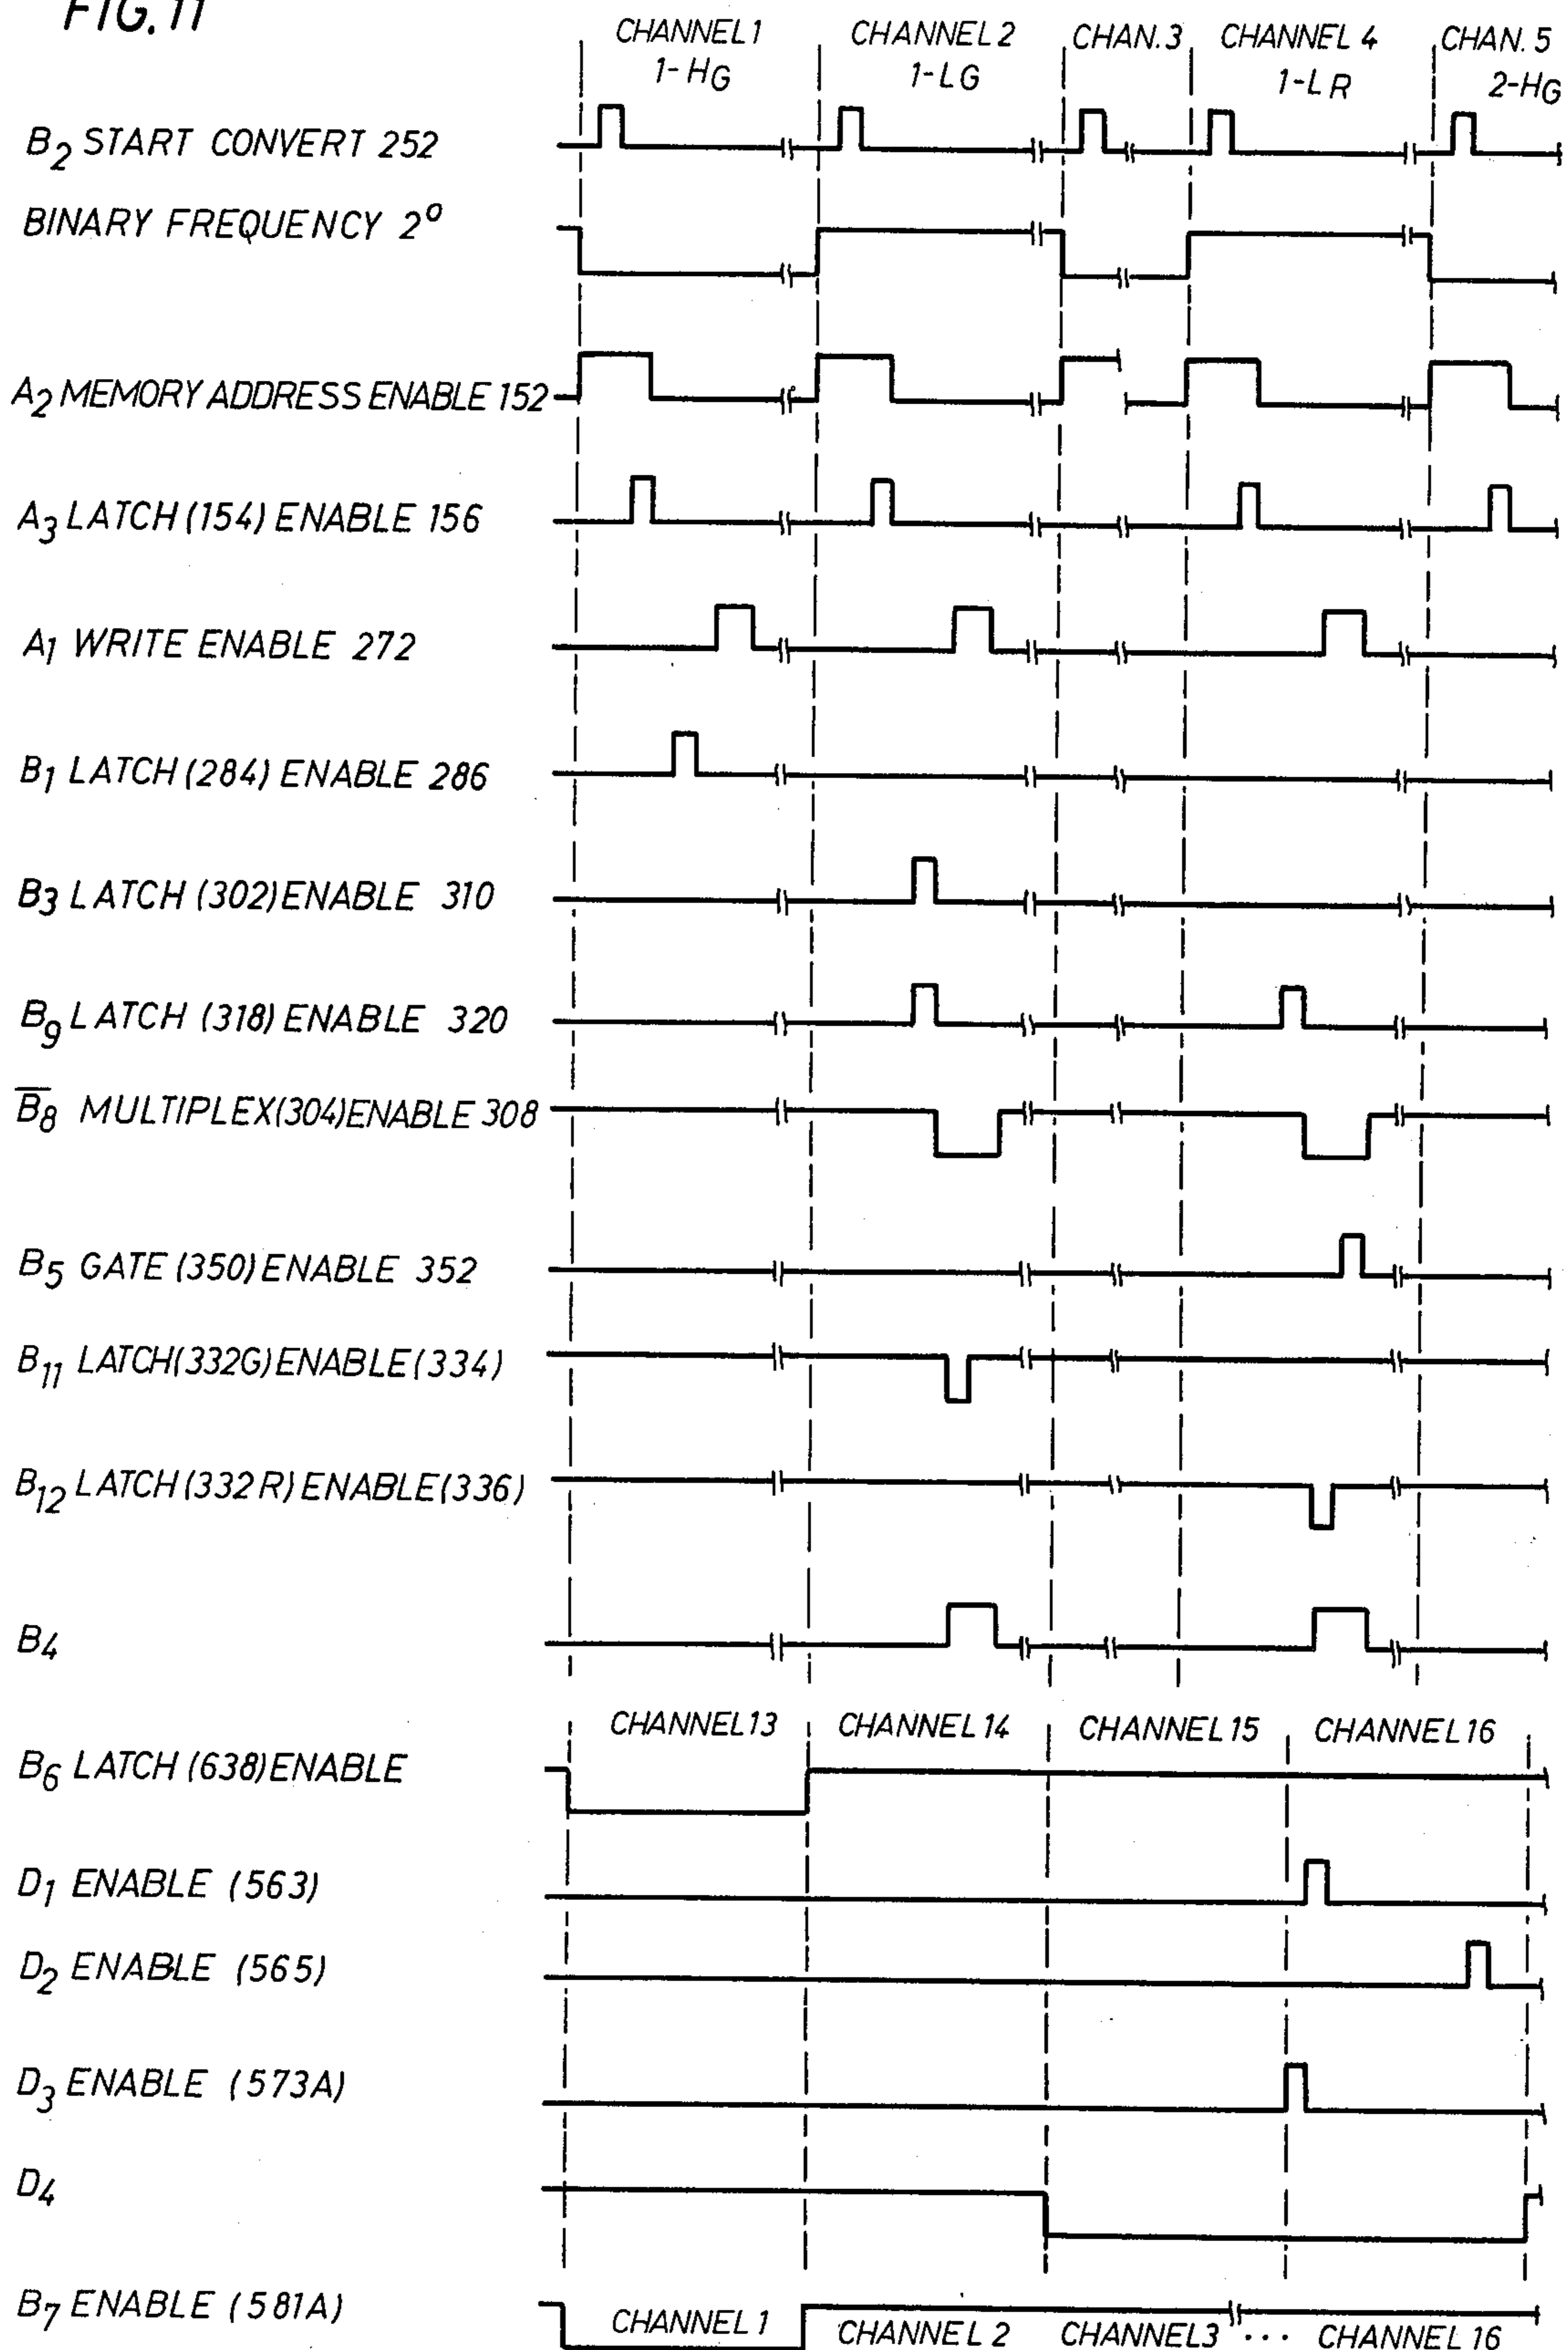 FIG. 11
CHANNEL 1 CHANNEL 2 CHAN. 3 CHANNEL 4 CHAN. 5
1-HG 1-LG 1-LR 2-HG
B2 START CONVERT 252
BINARY FREQUENCY 2⁰
A2 MEMORY ADDRESS ENABLE 152
A3 LATCH (154) ENABLE 156
A1 WRITE ENABLE 272
B1 LATCH (284) ENABLE 286
B3 LATCH (302) ENABLE 310
B9 LATCH (318) ENABLE 320
B̅8 MULTIPLEX (304) ENABLE 308
B5 GATE (350) ENABLE 352
B11 LATCH (332G) ENABLE (334)
B12 LATCH (332R) ENABLE (336)
B4
CHANNEL 13 CHANNEL 14 CHANNEL 15 CHANNEL 16
B6 LATCH (638) ENABLE
D1 ENABLE (563)
D2 ENABLE (565)
D3 ENABLE (573A)
D4
B7 ENABLE (581A)
CHANNEL 1 CHANNEL 2 CHANNEL 3 ... CHANNEL 16